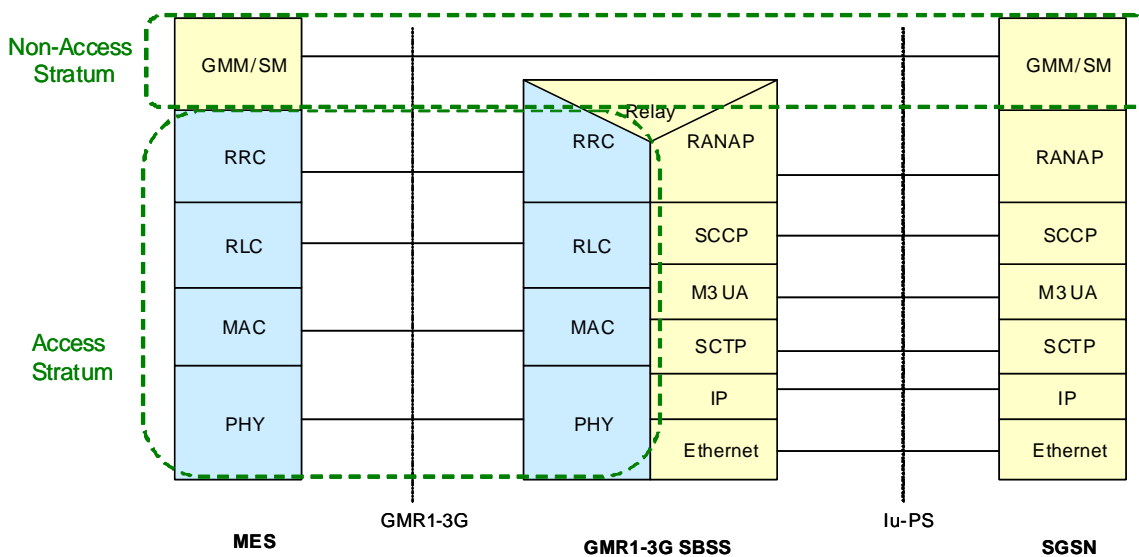 Non-Access
Stratum
GMM/SM
GMM/SM
Relay
RRC
RRC
RANAP
RANAP
RLC
RLC
SCCP
SCCP
M3UA
M3UA
MAC
MAC
SCTP
SCTP
Access
Stratum
IP
IP
PHY
PHY
Ethernet
Ethernet
GMR1-3G
Iu-PS
MES
GMR1-3G SBSS
SGSN